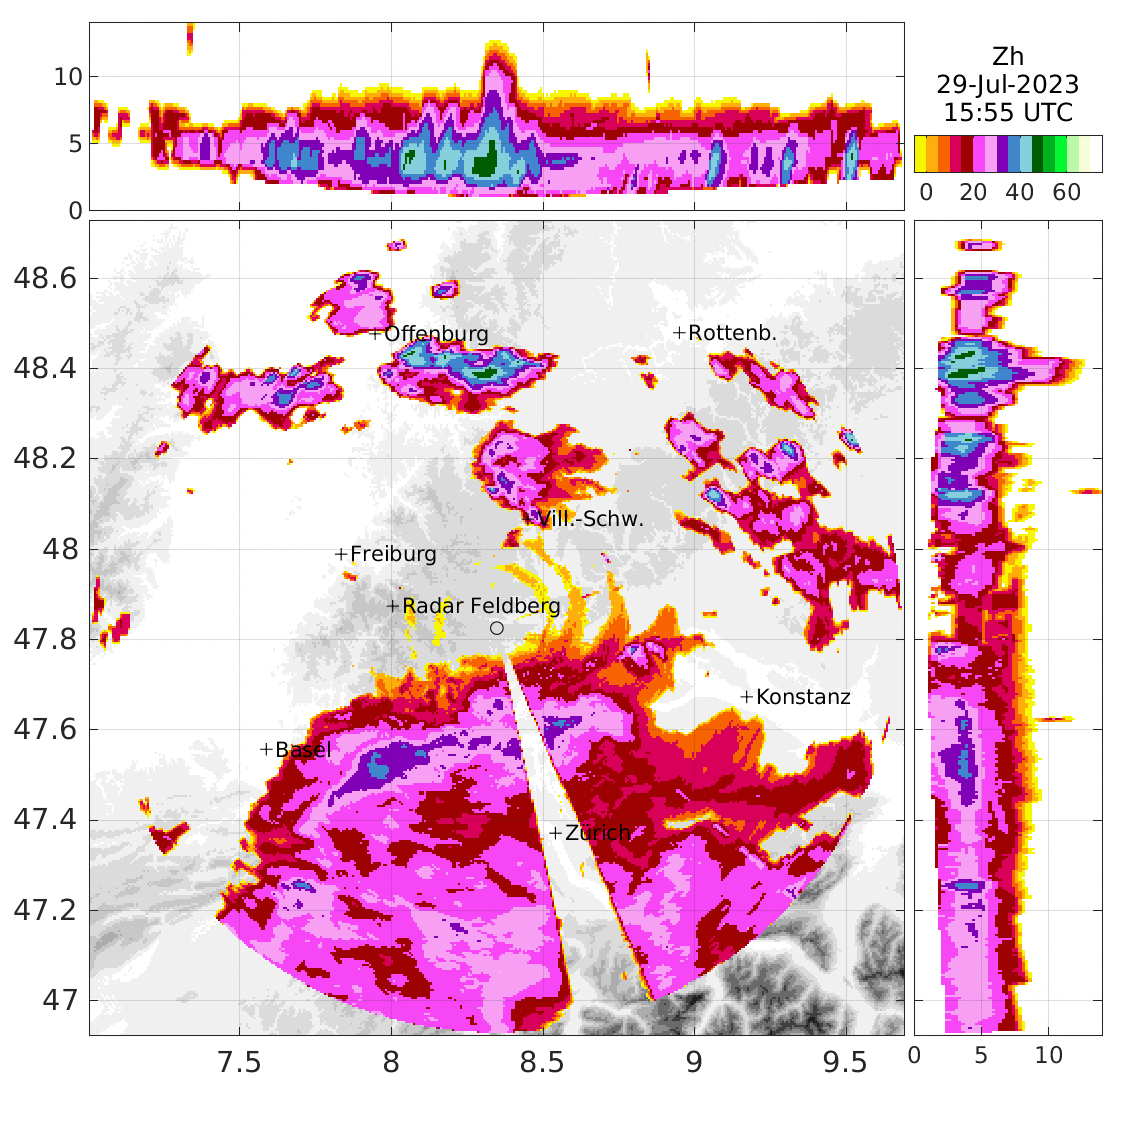 10
5
0
Zh
29-Jul-2023
15:55 UTC
0 20 40 60
48.6
48.4
48.2
48
47.8
47.6
47.4
47.2
47
+Offenburg
+Rottenb.
Vill.-Schw.
+Freiburg
+Radar Feldberg
+Konstanz
+Basel
+Zürich
7.5 8 8.5 9 9.5
0 5 10